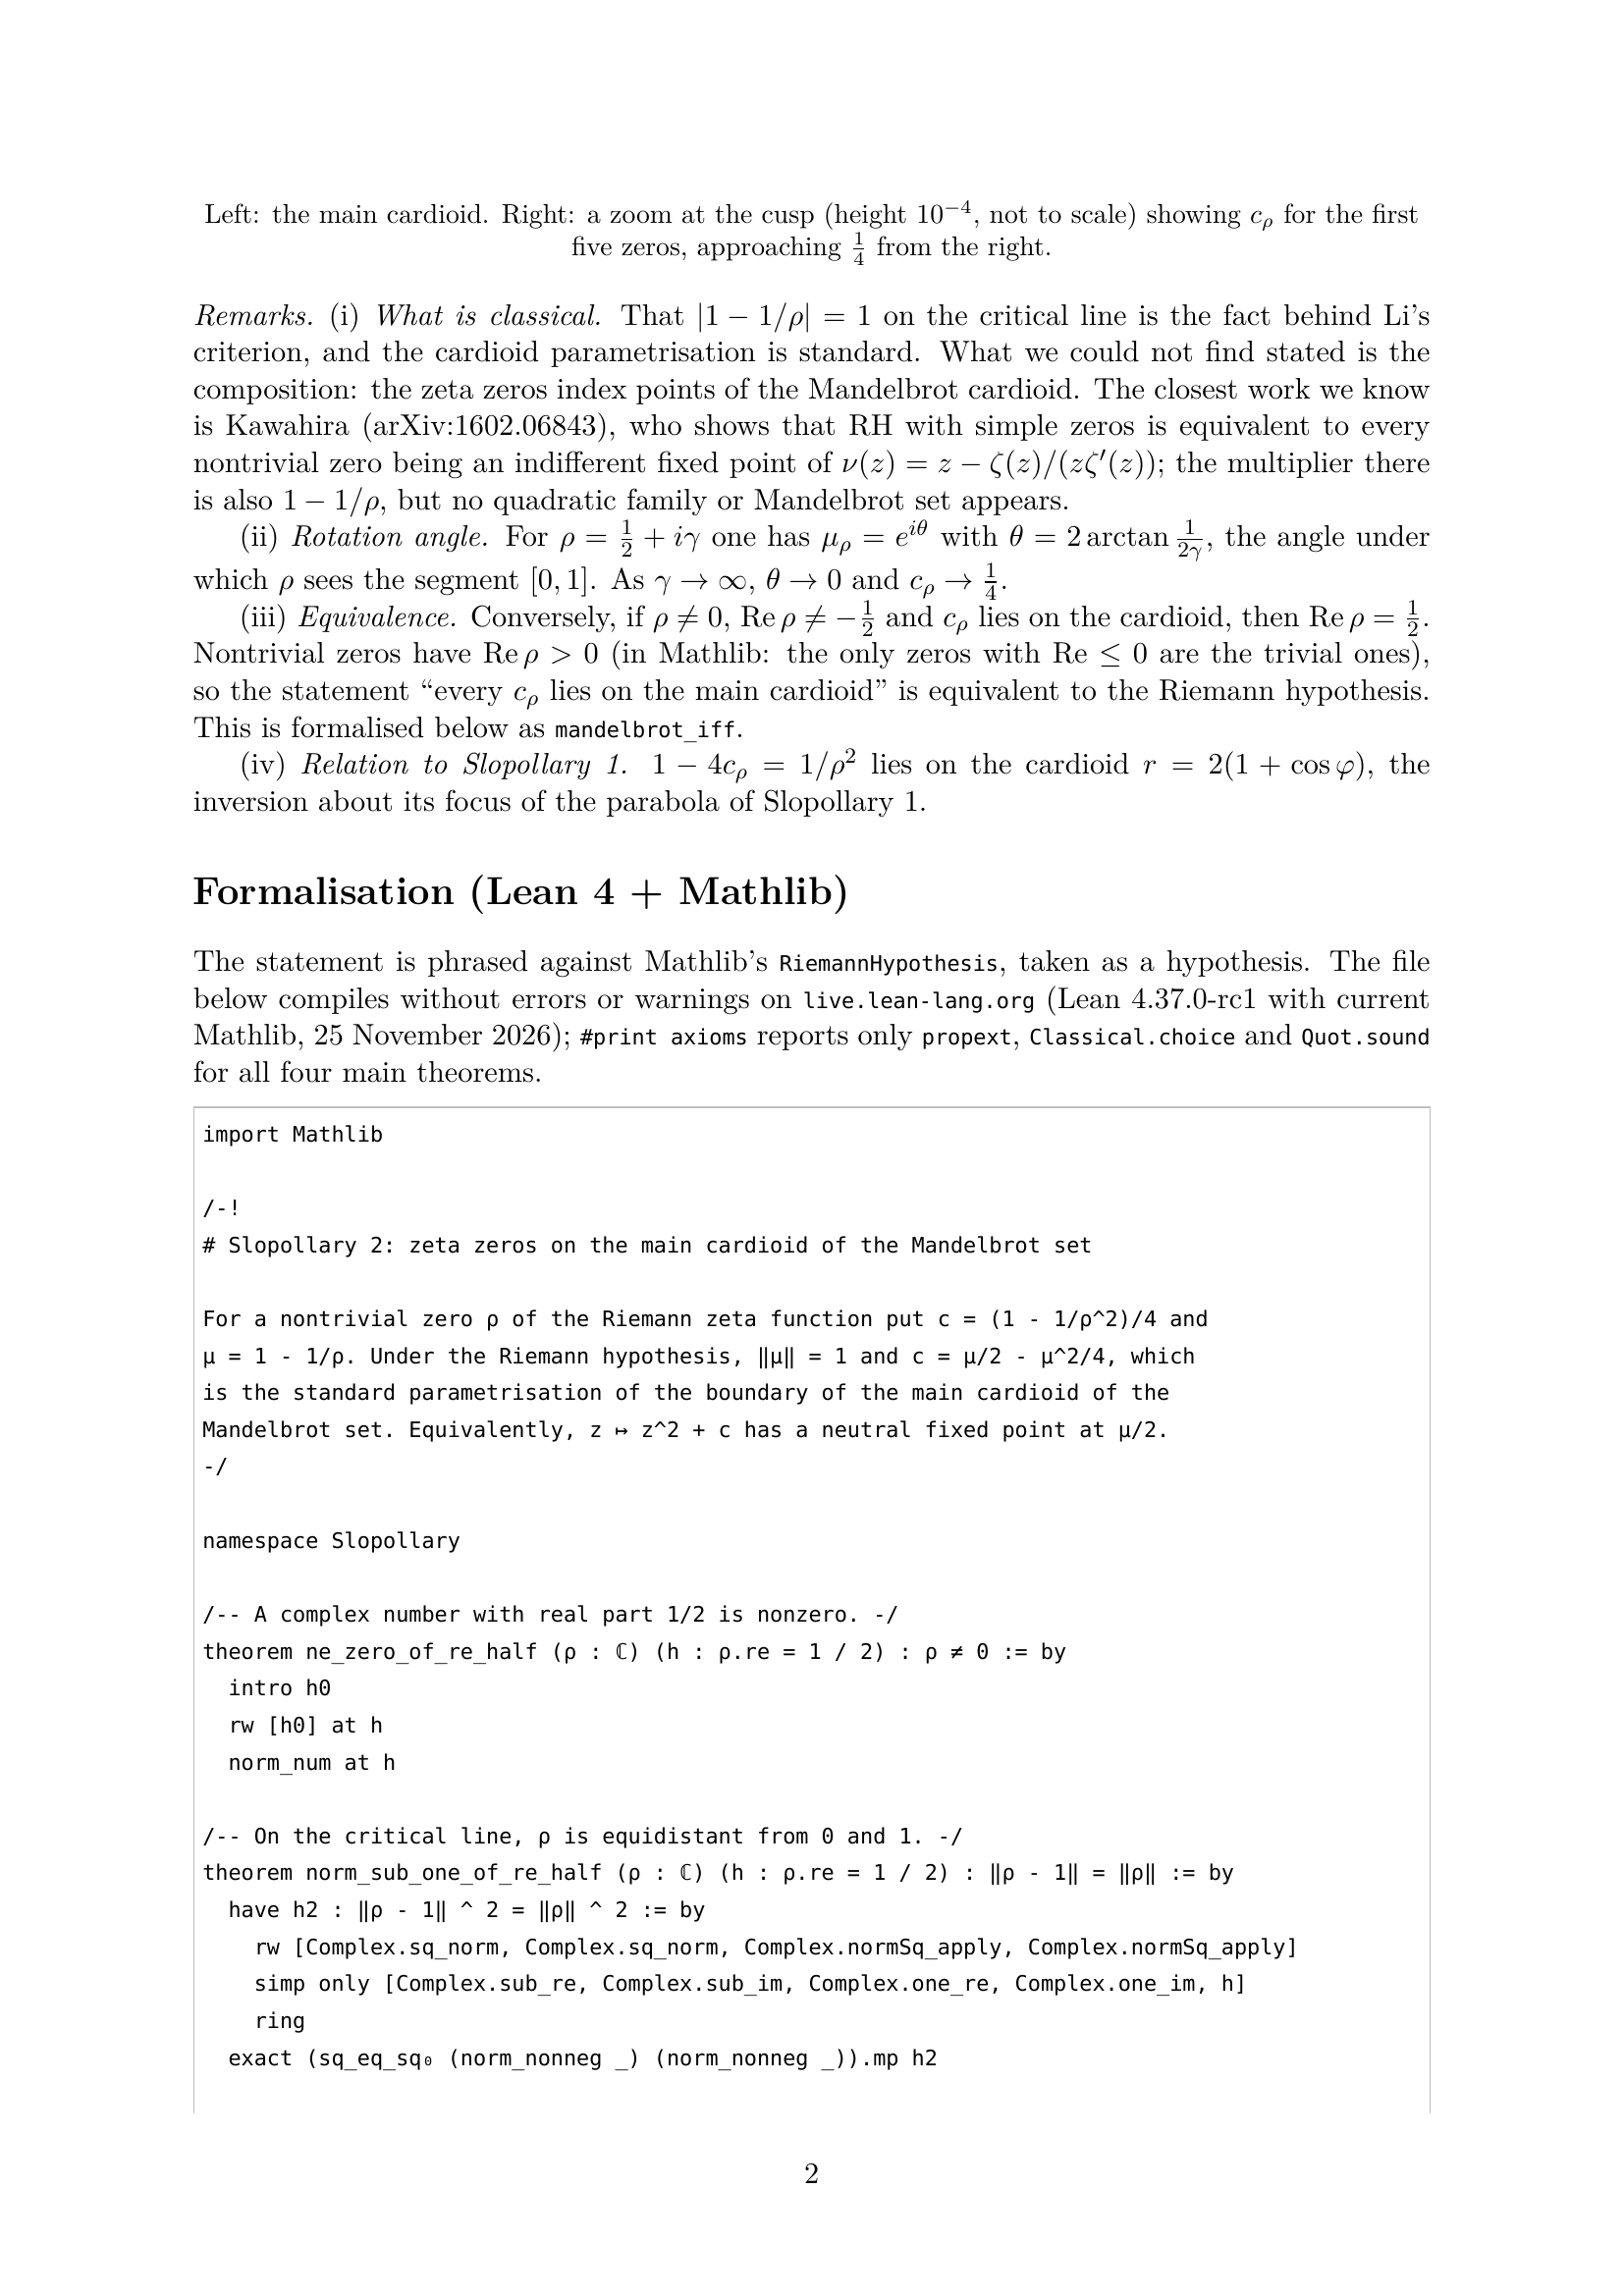 Left: the main cardioid. Right: a zoom at the cusp (height 10⁻⁴, not to scale) showing c_ρ for the first
five zeros, approaching 1/4 from the right.
Remarks. (i) What is classical. That |1 − 1/ρ| = 1 on the critical line is the fact behind Li’s
criterion, and the cardioid parametrisation is standard. What we could not find stated is the
composition: the zeta zeros index points of the Mandelbrot cardioid. The closest work we know
is Kawahira (arXiv:1602.06843), who shows that RH with simple zeros is equivalent to every
nontrivial zero being an indifferent fixed point of ν(z) = z − ζ(z)/(zζ′(z)); the multiplier there
is also 1 − 1/ρ, but no quadratic family or Mandelbrot set appears.
(ii) Rotation angle. For ρ = 1/2 + iγ one has μ_ρ = e^{iθ} with θ = 2 arctan 1/2γ, the angle under
which ρ sees the segment [0, 1]. As γ → ∞, θ → 0 and c_ρ → 1/4.
(iii) Equivalence. Conversely, if ρ ≠ 0, Re ρ ≠ −1/2 and c_ρ lies on the cardioid, then Re ρ = 1/2.
Nontrivial zeros have Re ρ > 0 (in Mathlib: the only zeros with Re ≤ 0 are the trivial ones),
so the statement “every c_ρ lies on the main cardioid” is equivalent to the Riemann hypothesis.
This is formalised below as mandelbrot_iff.
(iv) Relation to Slopollary 1. 1 − 4c_ρ = 1/ρ² lies on the cardioid r = 2(1 + cos φ), the
inversion about its focus of the parabola of Slopollary 1.
Formalisation (Lean 4 + Mathlib)
The statement is phrased against Mathlib’s RiemannHypothesis, taken as a hypothesis. The file
below compiles without errors or warnings on live.lean-lang.org (Lean 4.37.0-rc1 with current
Mathlib, 25 November 2026); #print axioms reports only propext, Classical.choice and Quot.sound
for all four main theorems.
import Mathlib
/-!
# Slopollary 2: zeta zeros on the main cardioid of the Mandelbrot set
For a nontrivial zero ρ of the Riemann zeta function put c = (1 - 1/ρ^2)/4 and
μ = 1 - 1/ρ. Under the Riemann hypothesis, ‖μ‖ = 1 and c = μ/2 - μ^2/4, which
is the standard parametrisation of the boundary of the main cardioid of the
Mandelbrot set. Equivalently, z ↦ z^2 + c has a neutral fixed point at μ/2.
-/
namespace Slopollary
/-- A complex number with real part 1/2 is nonzero. -/
theorem ne_zero_of_re_half (ρ : ℂ) (h : ρ.re = 1 / 2) : ρ ≠ 0 := by
  intro h0
  rw [h0] at h
  norm_num at h
/-- On the critical line, ρ is equidistant from 0 and 1. -/
theorem norm_sub_one_of_re_half (ρ : ℂ) (h : ρ.re = 1 / 2) : ‖ρ - 1‖ = ‖ρ‖ := by
  have h2 : ‖ρ - 1‖ ^ 2 = ‖ρ‖ ^ 2 := by
    rw [Complex.sq_norm, Complex.sq_norm, Complex.normSq_apply, Complex.normSq_apply]
    simp only [Complex.sub_re, Complex.sub_im, Complex.one_re, Complex.one_im, h]
    ring
  exact (sq_eq_sq₀ (norm_nonneg _) (norm_nonneg _)).mp h2
2